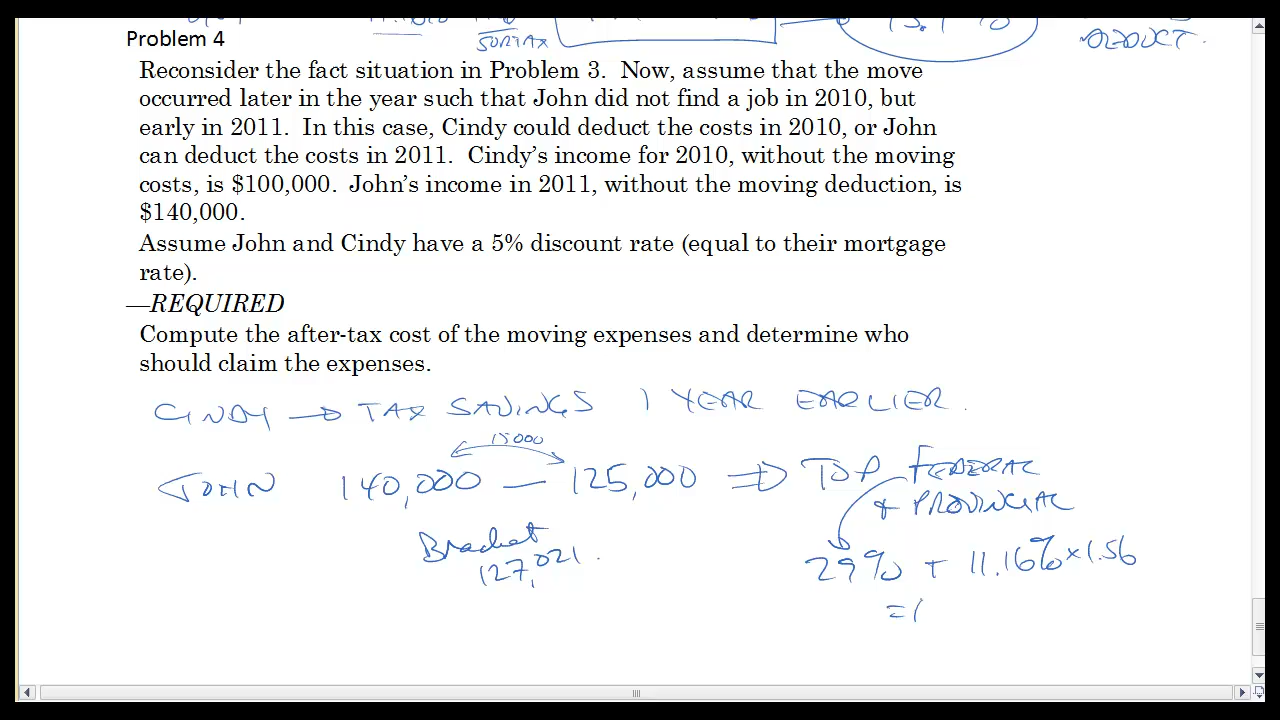 SURTAX
DEDUCT.
Problem 4
Reconsider the fact situation in Problem 3. Now, assume that the move
occurred later in the year such that John did not find a job in 2010, but
early in 2011. In this case, Cindy could deduct the costs in 2010, or John
can deduct the costs in 2011. Cindy’s income for 2010, without the moving
costs, is $100,000. John’s income in 2011, without the moving deduction, is
$140,000.
Assume John and Cindy have a 5% discount rate (equal to their mortgage
rate).
—REQUIRED
Compute the after-tax cost of the moving expenses and determine who
should claim the expenses.
CINDY → TAX SAVINGS 1 YEAR EARLIER.
15000
JOHN 140,000 — 125,000 ⇒ TOP FEDERAL
& PROVINCIAL
Bracket
127,021.
29% + 11.16% × 1.56
= (